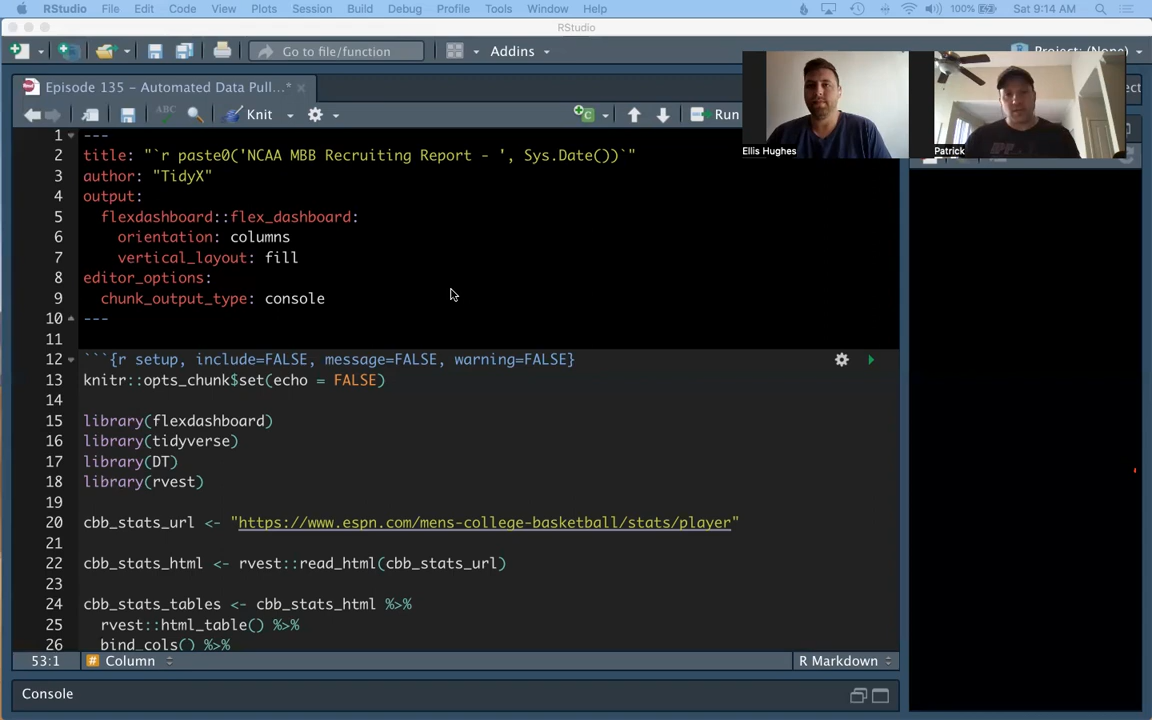 RStudio File Edit Code View Plots Session Build Debug Profile Tools Window Help 100% Sat 9:14 AM
RStudio
Go to file/function Addins Project: (None)
Episode 135 – Automated Data Pull...*
ABC Knit Run
1 ---
2 title: "`r paste0('NCAA MBB Recruiting Report - ', Sys.Date())`"
3 author: "TidyX"
4 output:
5 flexdashboard::flex_dashboard:
6 orientation: columns
7 vertical_layout: fill
8 editor_options:
9 chunk_output_type: console
10 ---
11
12 ```{r setup, include=FALSE, message=FALSE, warning=FALSE}
13 knitr::opts_chunk$set(echo = FALSE)
14
15 library(flexdashboard)
16 library(tidyverse)
17 library(DT)
18 library(rvest)
19
20 cbb_stats_url <- "https://www.espn.com/mens-college-basketball/stats/player"
21
22 cbb_stats_html <- rvest::read_html(cbb_stats_url)
23
24 cbb_stats_tables <- cbb_stats_html %>%
25 rvest::html_table() %>%
26 bind_cols() %>%
53:1 # Column R Markdown
Console
Ellis Hughes
Patrick